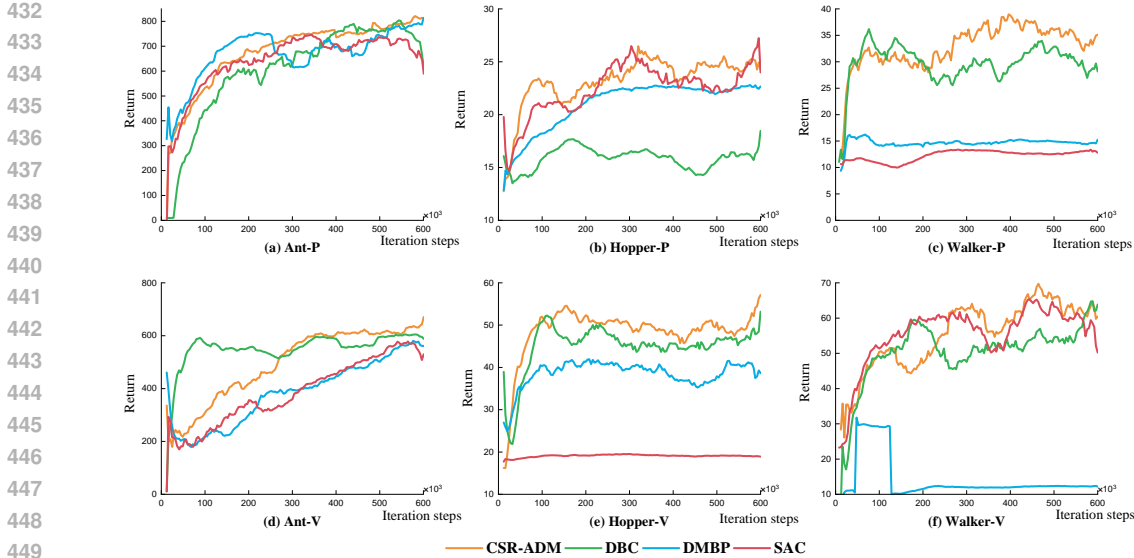 432
433
434
435
436
437
438
439
440
441
442
443
444
445
446
447
448
449
Return
800
700
600
500
400
300
200
100
0
0 100 200 300 400 500 600
×10³
Iteration steps
(a) Ant-P
Return
30
25
20
15
10
0 100 200 300 400 500 600
×10³
Iteration steps
(b) Hopper-P
Return
40
35
30
25
20
15
10
5
0
0 100 200 300 400 500 600
×10³
Iteration steps
(c) Walker-P
Return
800
600
400
200
0
0 100 200 300 400 500 600
×10³
Iteration steps
(d) Ant-V
Return
60
50
40
30
20
10
0 100 200 300 400 500 600
×10³
Iteration steps
(e) Hopper-V
Return
70
60
50
40
30
20
10
0 100 200 300 400 500 600
×10³
Iteration steps
(f) Walker-V
CSR-ADM DBC DMBP SAC